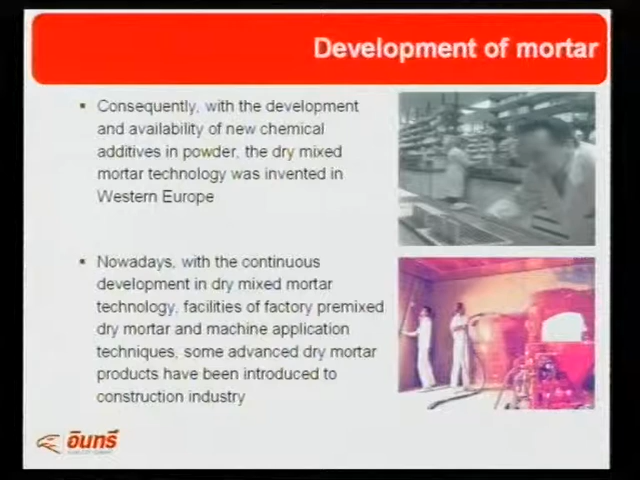 Development of mortar
Consequently, with the development
and availability of new chemical
additives in powder, the dry mixed
mortar technology was invented in
Western Europe
Nowadays, with the continuous
development in dry mixed mortar
technology, facilities of factory premixed
dry mortar and machine application
techniques, some advanced dry mortar
products have been introduced to
construction industry
อินทรี